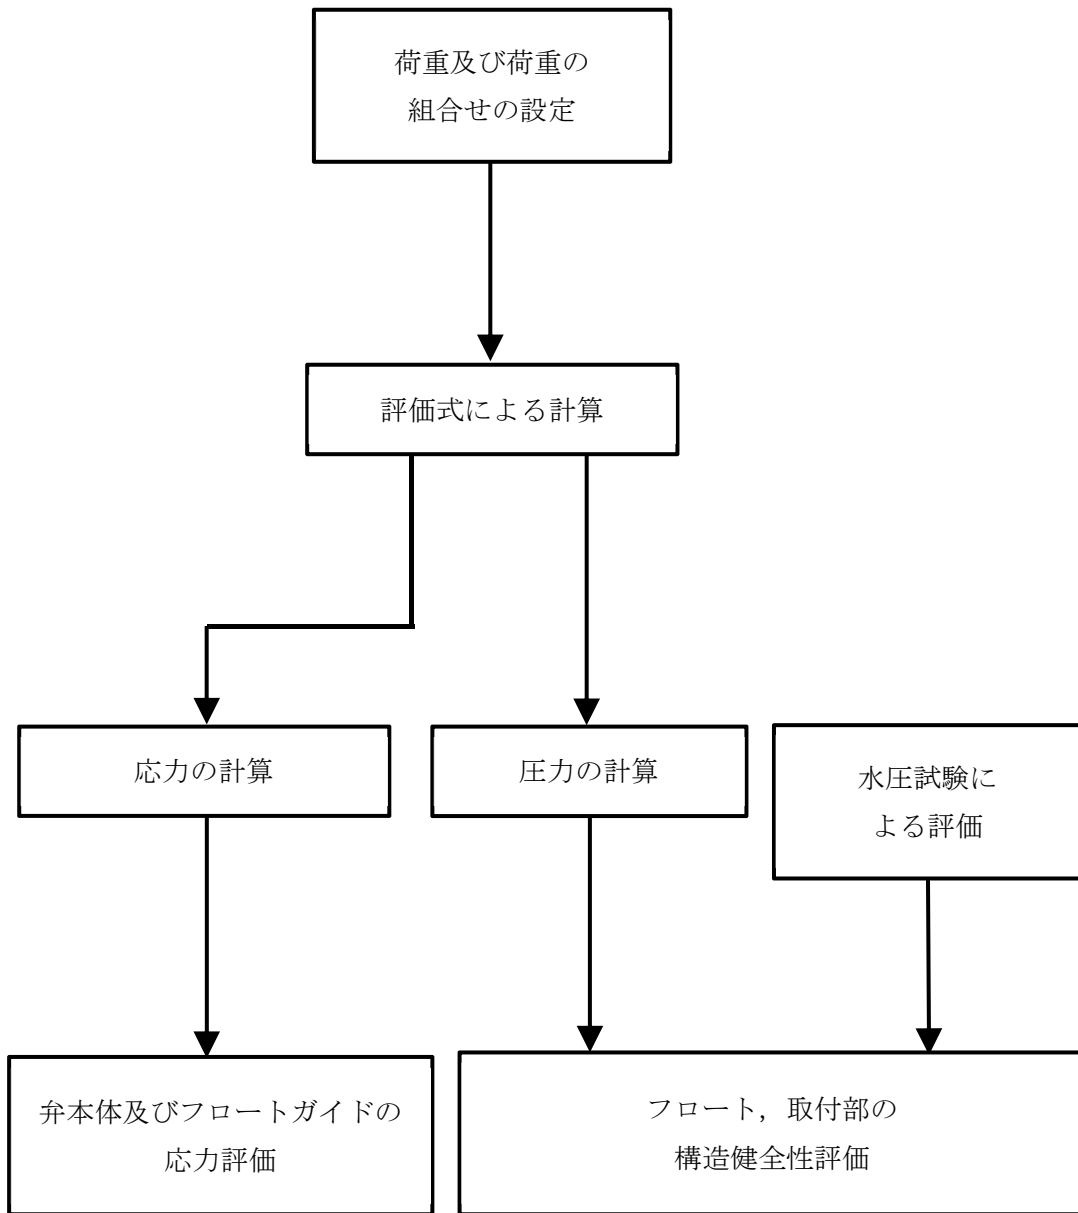 荷重及び荷重の
組合せの設定
評価式による計算
応力の計算
圧力の計算
水圧試験に
よる評価
弁本体及びフロートガイドの
応力評価
フロート，取付部の
構造健全性評価